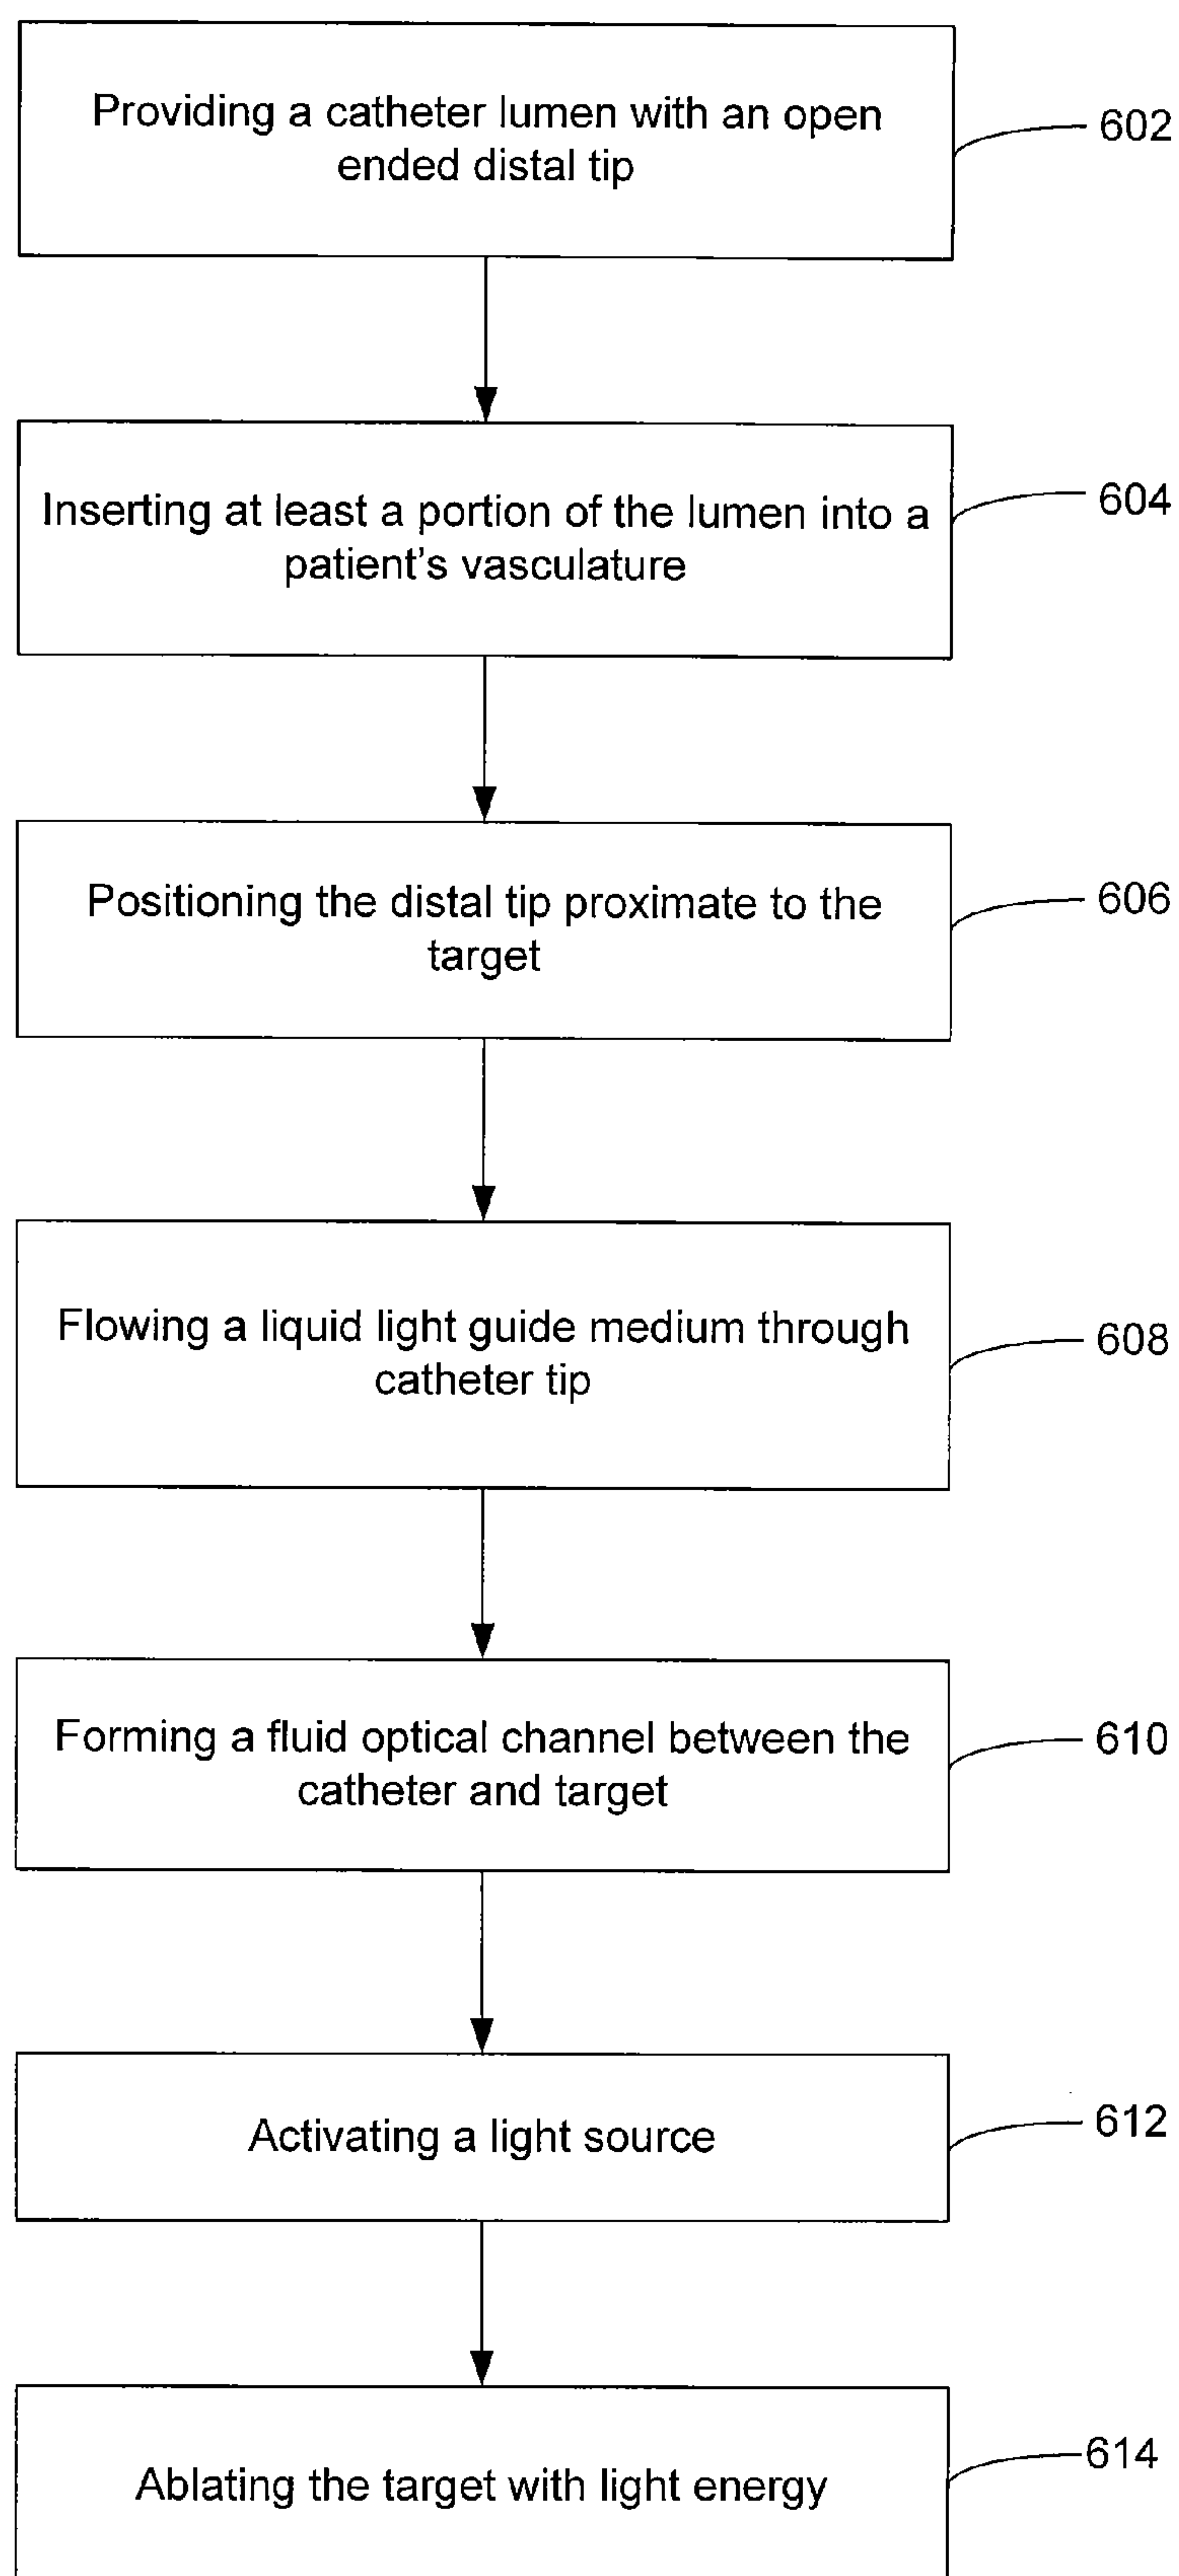 Providing a catheter lumen with an open
ended distal tip
602
Inserting at least a portion of the lumen into a
patient's vasculature
604
Positioning the distal tip proximate to the
target
606
Flowing a liquid light guide medium through
catheter tip
608
Forming a fluid optical channel between the
catheter and target
610
Activating a light source
612
Ablating the target with light energy
614